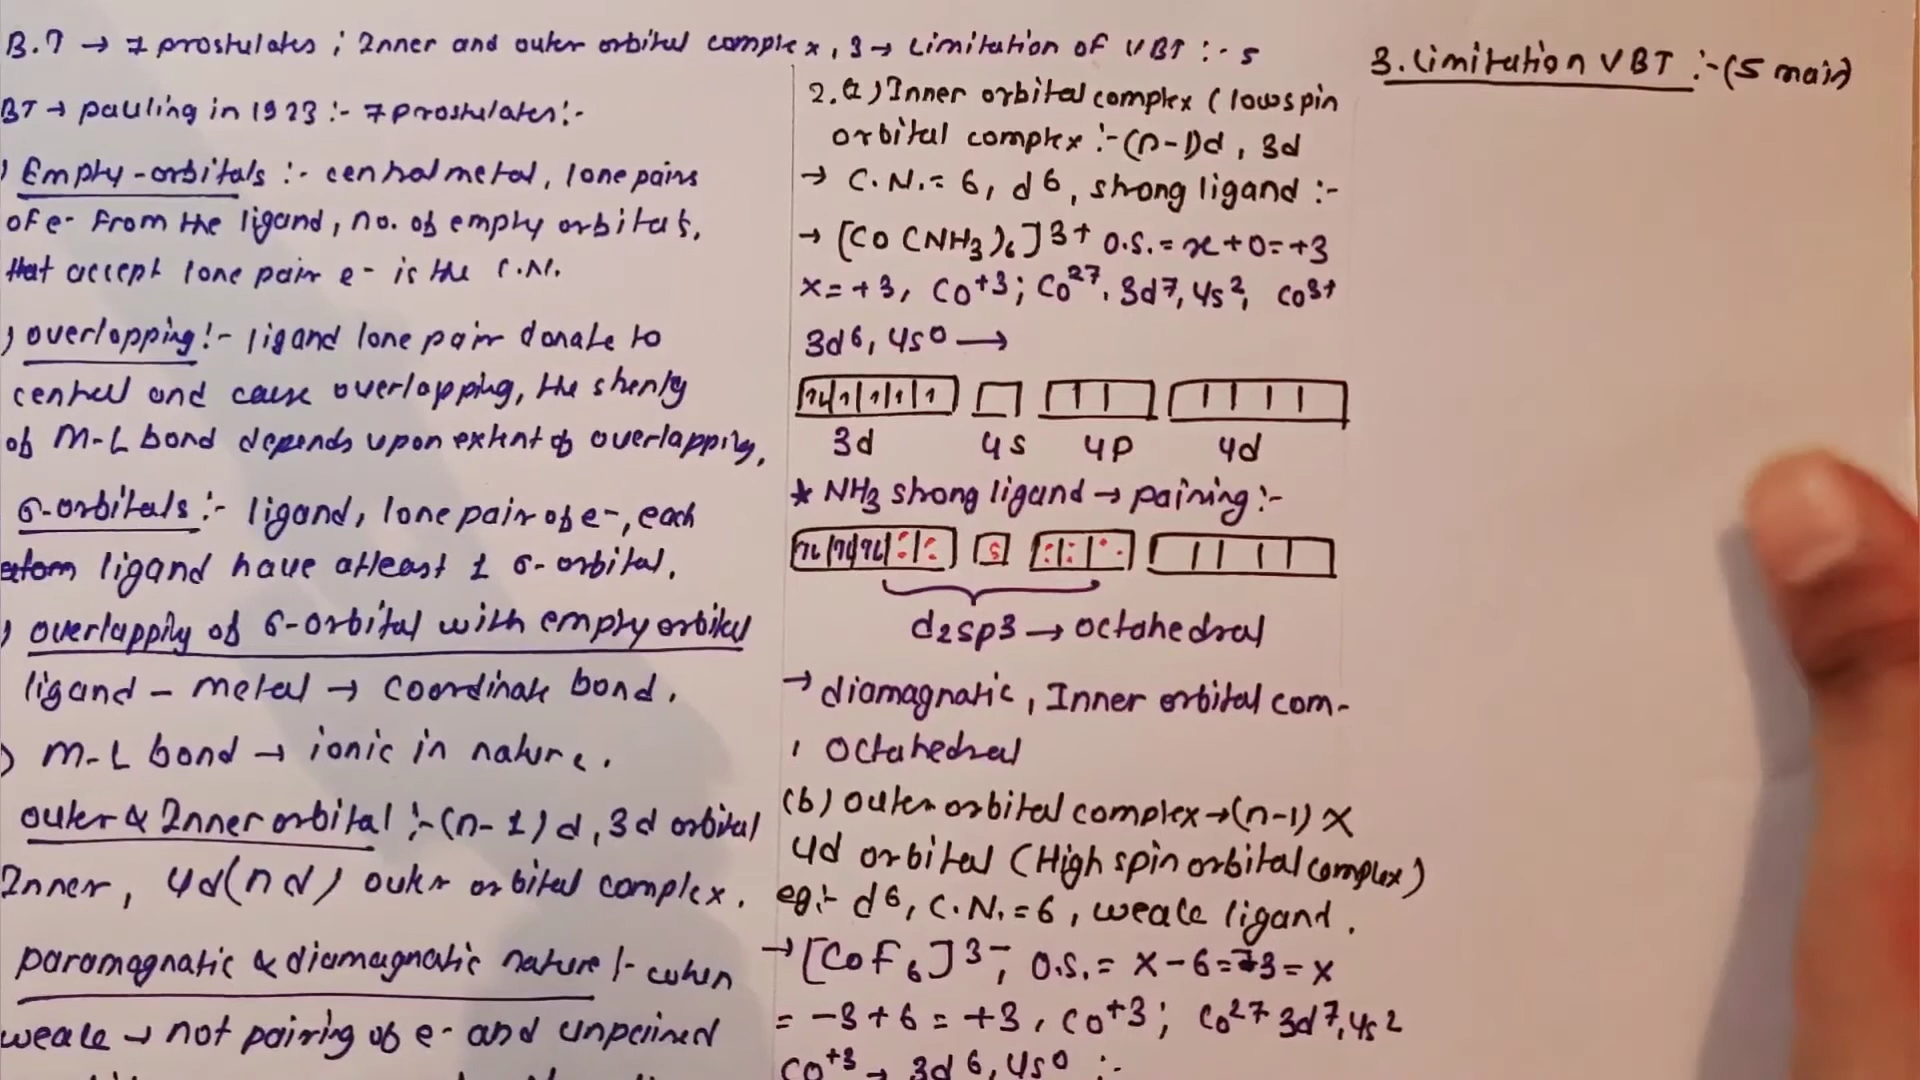 B.T → 7 prostulates ; Inner and outer orbital complex , 3 → Limitation of VBT :- 5
BT → pauling in 1923 :- 7 prostulates :-
) Empty-orbitals :- central metal, lone pairs
of e- from the ligand, no. of empty orbitals,
that accept lone pair e- is the C.N.
) overlapping :- ligand lone pair donate to
central and cause overlapping, the strenty
of M-L bond depends upon extent of overlapping,
σ-orbitals :- ligand, lone pair of e-, each
ligand have atleast 1 σ-orbital.
) overlapping of σ-orbital with empty orbital
ligand - metal → coordinate bond.
) M-L bond → ionic in nature.
outer & Inner orbital :- (n-1)d, 3d orbital
Inner, 4d(nd) outer orbital complex.
paramagnatic & diamagnatic nature :- when
weak → not pairing of e- and unpaired
2.(a) Inner orbital complex (low spin
orbital complex :- (n-1)d, 3d
→ C.N. = 6, d6, strong ligand :-
→ [Co(NH3)6]3+ O.S. = x+0=+3
x=+3, Co+3; Co27, 3d7, 4s2, Co3+
3d6, 4s0 →
3d 4s 4p 4d
* NH3 strong ligand → pairing :-
d2sp3 → octahedral
→ diamagnatic, Inner orbital com-
, octahedral
(b) outer orbital complex → (n-1) ×
4d orbital (High spin orbital complex)
eg:- d6, C.N. = 6, weak ligand.
→ [CoF6]3-, O.S. = x-6=-3=x
= -3+6 = +3, Co+3; Co27 3d7, 4s2
Co+3 → 3d6, 4s0 :-
3. Limitation VBT :- (5 main)